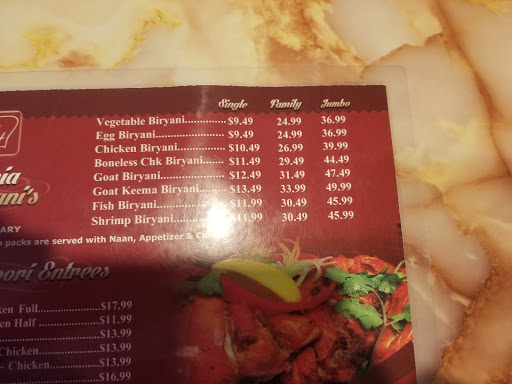 Single Family Jumbo
Vegetable Biryani...............$9.49 24.99 36.99
Egg Biryani.......................$9.49 24.99 36.99
Chicken Biryani................$10.49 26.99 39.99
Boneless Chk Biryani.......$11.49 29.49 44.49
Goat Biryani.....................$12.49 31.49 47.49
Goat Keema Biryani.........$13.49 33.99 49.99
Fish Biryani......................$11.99 30.49 45.99
Shrimp Biryani.................$11.99 30.49 45.99
packs are served with Naan, Appetizer &
Entrees
Full....................$17.99
Half....................$11.99
$13.99
Chicken....................$13.99
- Chicken................$13.99
$16.99